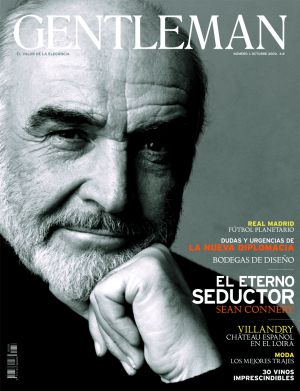 GENTLEMAN
EL VALOR DE LA ELEGANCIA
REAL MADRID
FÚTBOL PLANETARIO
DUDAS Y URGENCIAS DE
LA NUEVA DIPLOMACIA
BODEGAS DE DISEÑO
EL ETERNO
SEDUCTOR
SEAN CONNERY
VILLANDRY
CHÂTEAU ESPAÑOL
EN EL LOIRA
MODA
LOS MEJORES TRAJES
30 VINOS
IMPRESCINDIBLES